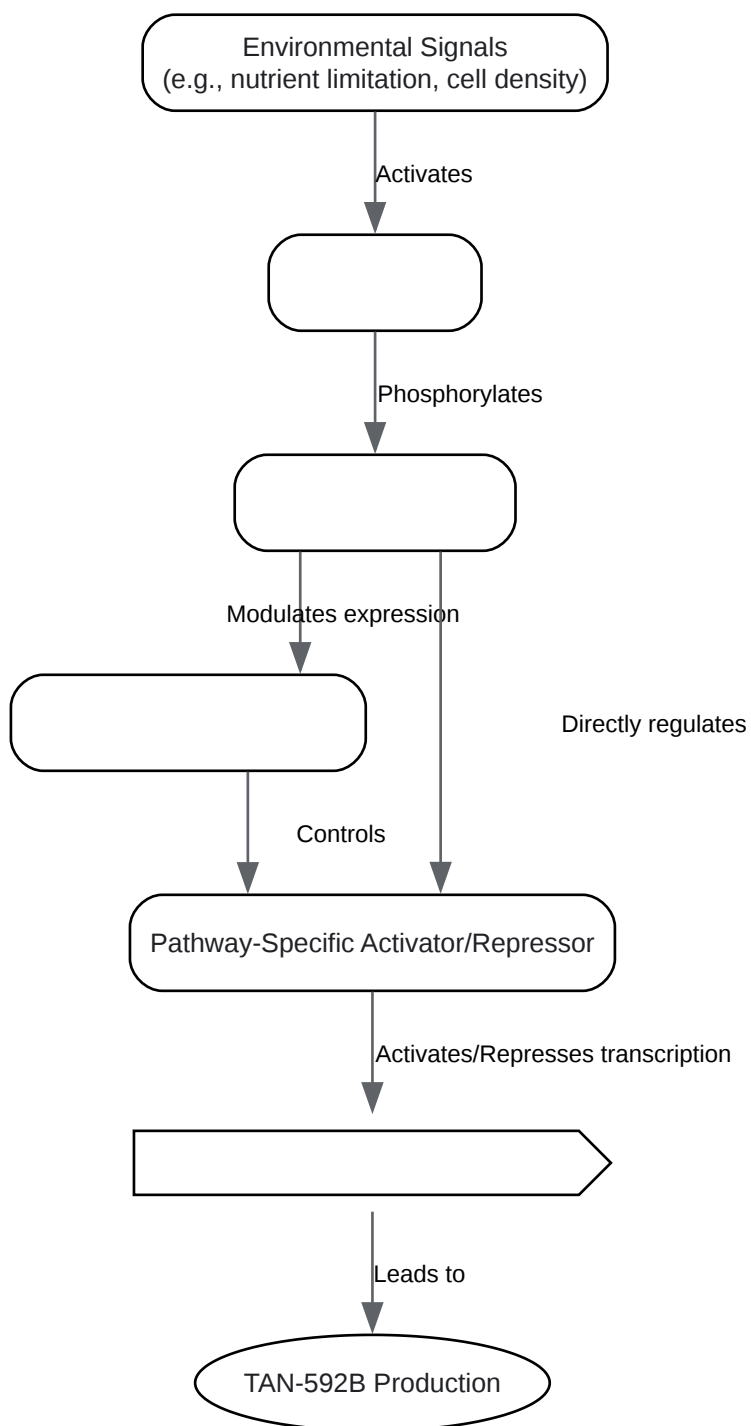 Environmental Signals
(e.g., nutrient limitation, cell density)
Activates
Phosphorylates
Modulates expression
Directly regulates
Controls
Pathway-Specific Activator/Repressor
Activates/Represses transcription
Leads to
TAN-592B Production